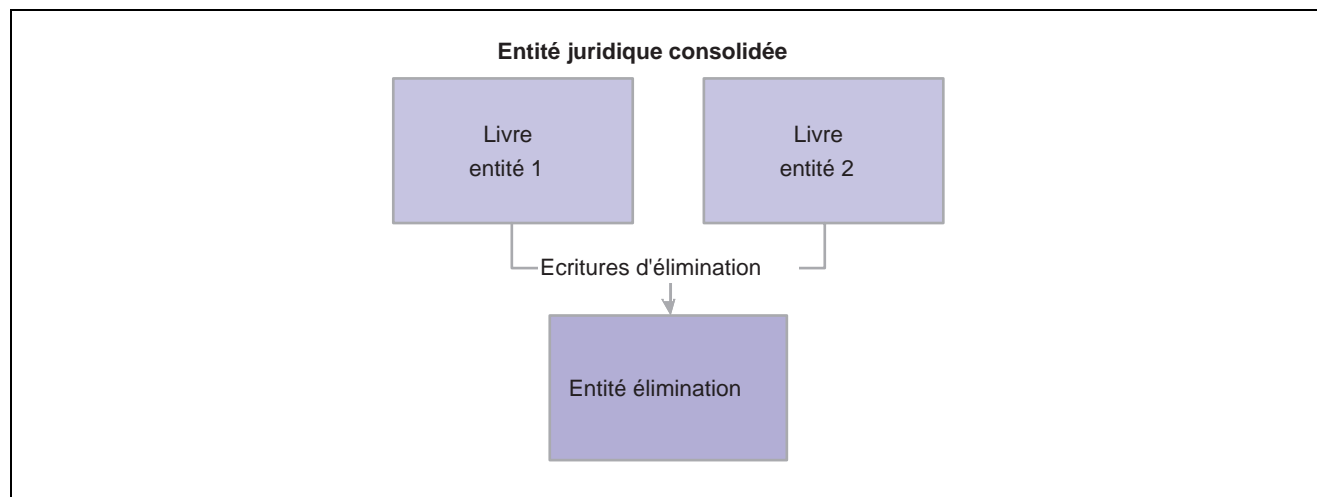 Entité juridique consolidée
Livre
entité 1
Livre
entité 2
Ecritures d'élimination
Entité élimination